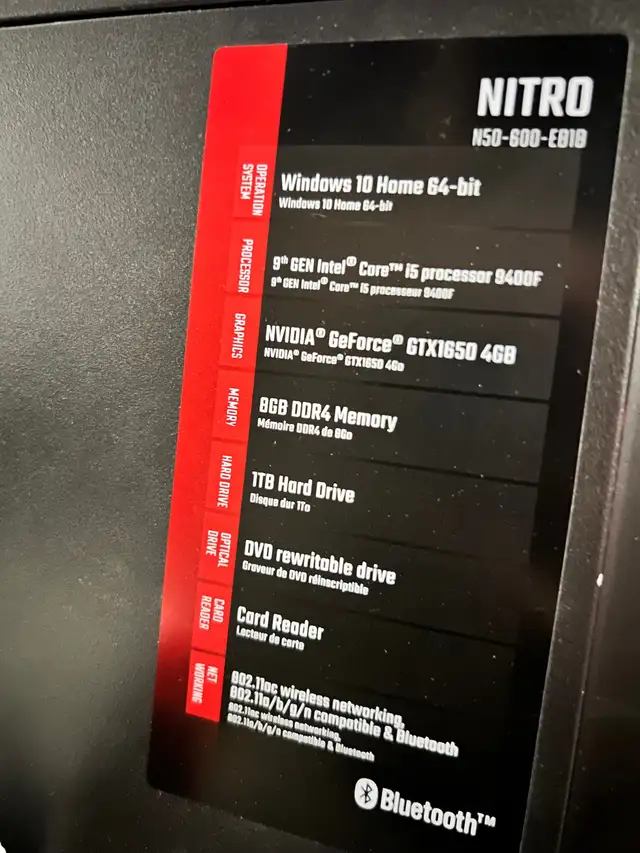 NITRO
N50-600-EB1B
OPERATION
SYSTEM
Windows 10 Home 64-bit
Windows 10 Home 64-bit
PROCESSOR
9th GEN Intel® Core™ i5 processor 9400F
9th GEN Intel® Core™ i5 processeur 9400F
GRAPHICS
NVIDIA® GeForce® GTX1650 4GB
NVIDIA® GeForce® GTX1650 4Go
MEMORY
8GB DDR4 Memory
Mémoire DDR4 de 8Go
HARD DRIVE
1TB Hard Drive
Disque dur 1To
OPTICAL
DRIVE
DVD rewritable drive
Graveur de DVD réinscriptible
CARD
READER
Card Reader
Lecteur de carte
NET
WORKING
802.11ac wireless networking,
802.11a/b/g/n compatible & Bluetooth
802.11ac wireless networking,
802.11a/b/g/n compatible & Bluetooth
Bluetooth™